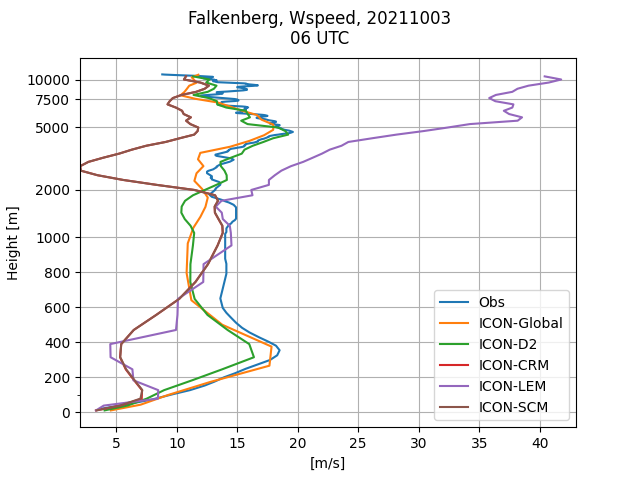 Falkenberg, Wspeed, 20211003
06 UTC
Height [m]
10000
7500
5000
2000
1000
800
600
400
200
0
Obs
ICON-Global
ICON-D2
ICON-CRM
ICON-LEM
ICON-SCM
5 10 15 20 25 30 35 40
[m/s]